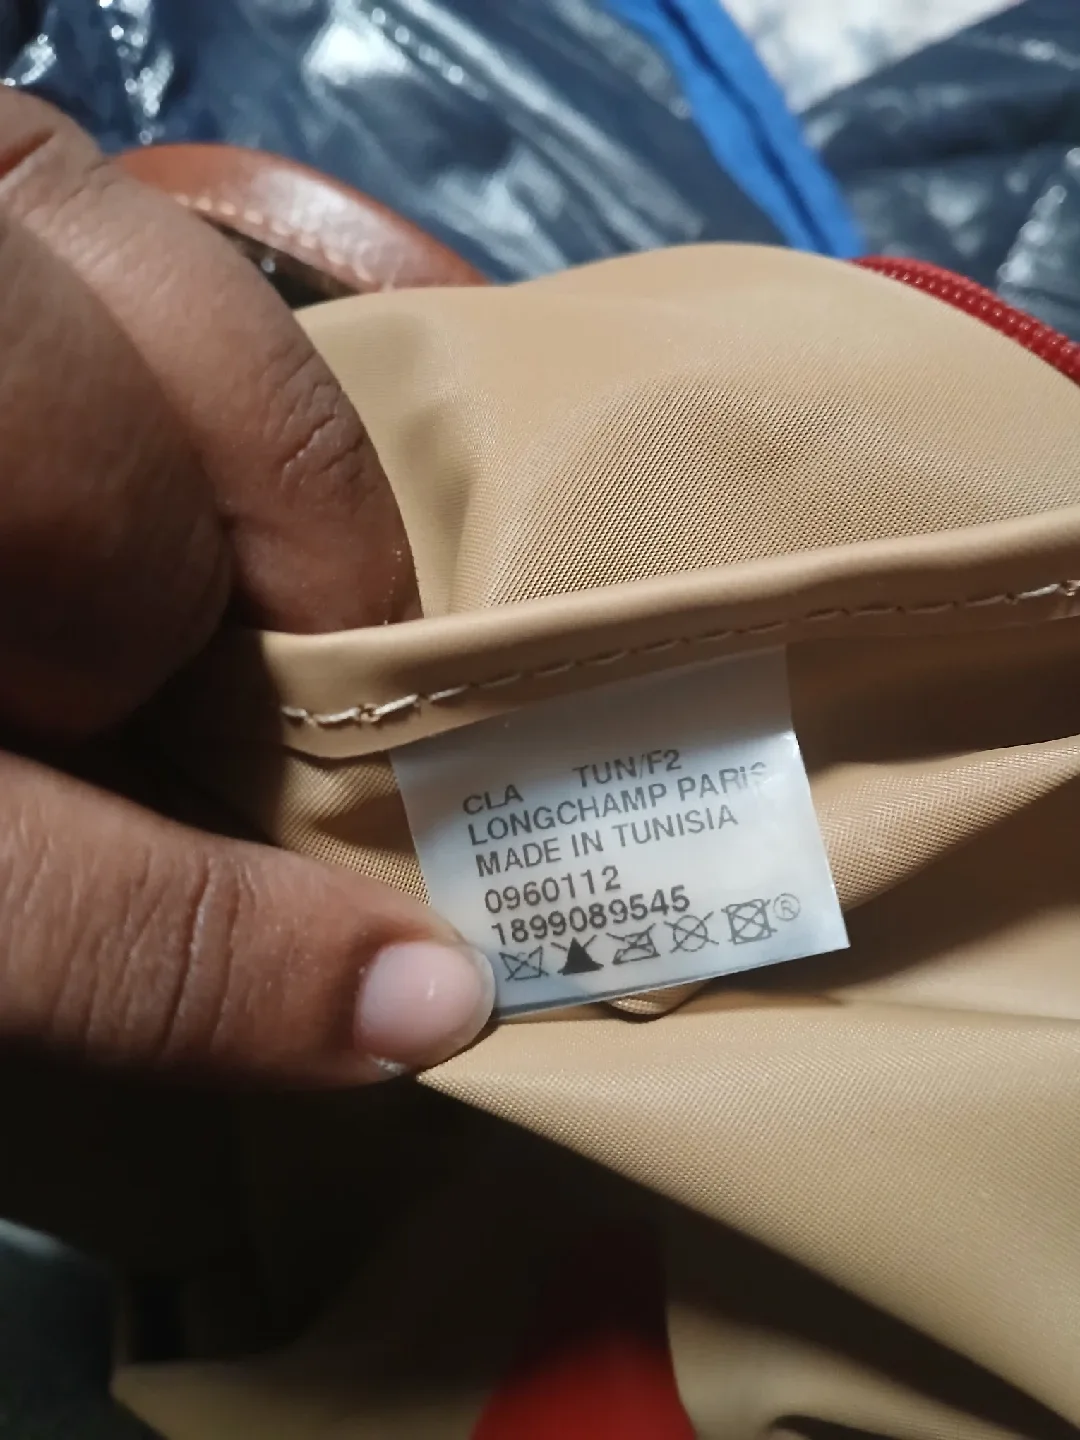 CLA TUN/F2
LONGCHAMP PARIS
MADE IN TUNISIA
0960112
1899089545
®